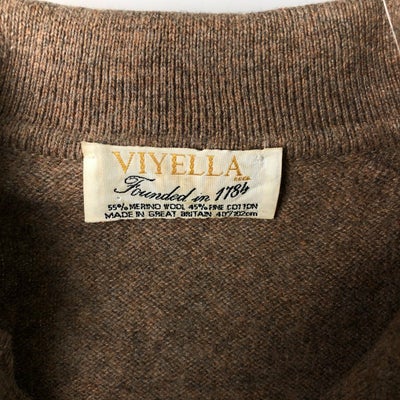 VIYELLA
Founded in 1784
55% MERINO WOOL 45% FINE COTTON
MADE IN GREAT BRITAIN 40"/102cm